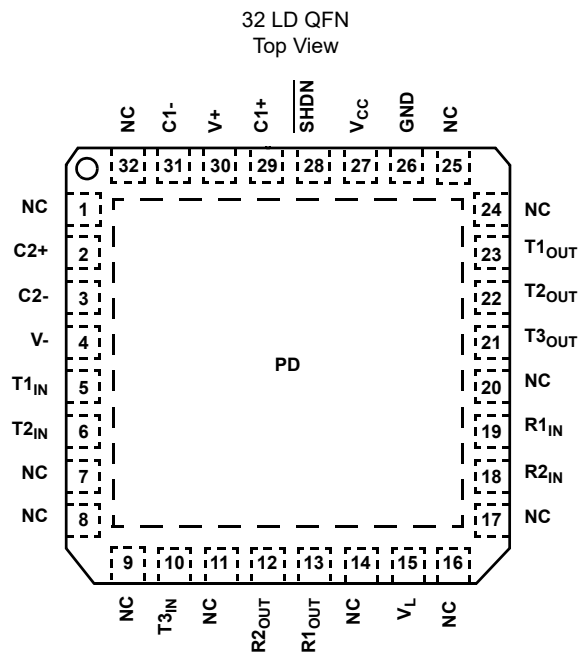 32 LD QFN
Top View
NC C1- V+ C1+ SHDN VCC GND NC
32 31 30 29 28 27 26 25
NC 1
C2+ 2
C2- 3
V- 4
T1IN 5
T2IN 6
NC 7
NC 8
PD
24 NC
23 T1OUT
22 T2OUT
21 T3OUT
20 NC
19 R1IN
18 R2IN
17 NC
9 10 11 12 13 14 15 16
NC T3IN NC R2OUT R1OUT NC VL NC